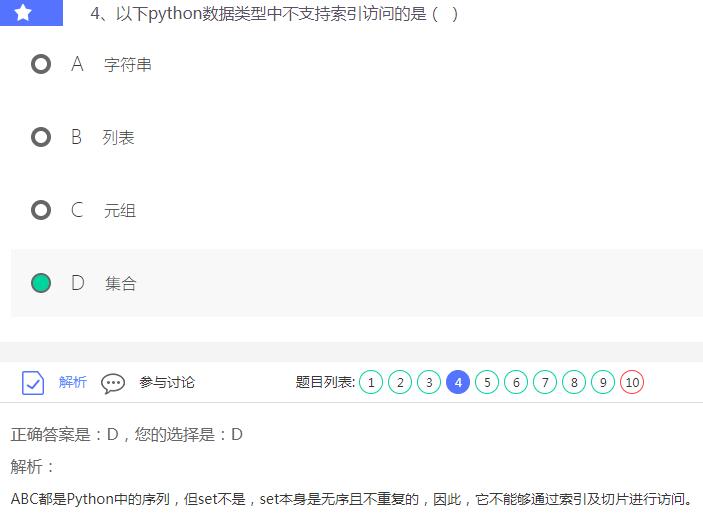 4、以下python数据类型中不支持索引访问的是（  ）
A 字符串
B 列表
C 元组
D 集合
解析 参与讨论 题目列表: 1 2 3 4 5 6 7 8 9 10
正确答案是：D，您的选择是：D
解析：
ABC都是Python中的序列，但set不是，set本身是无序且不重复的，因此，它不能够通过索引及切片进行访问。